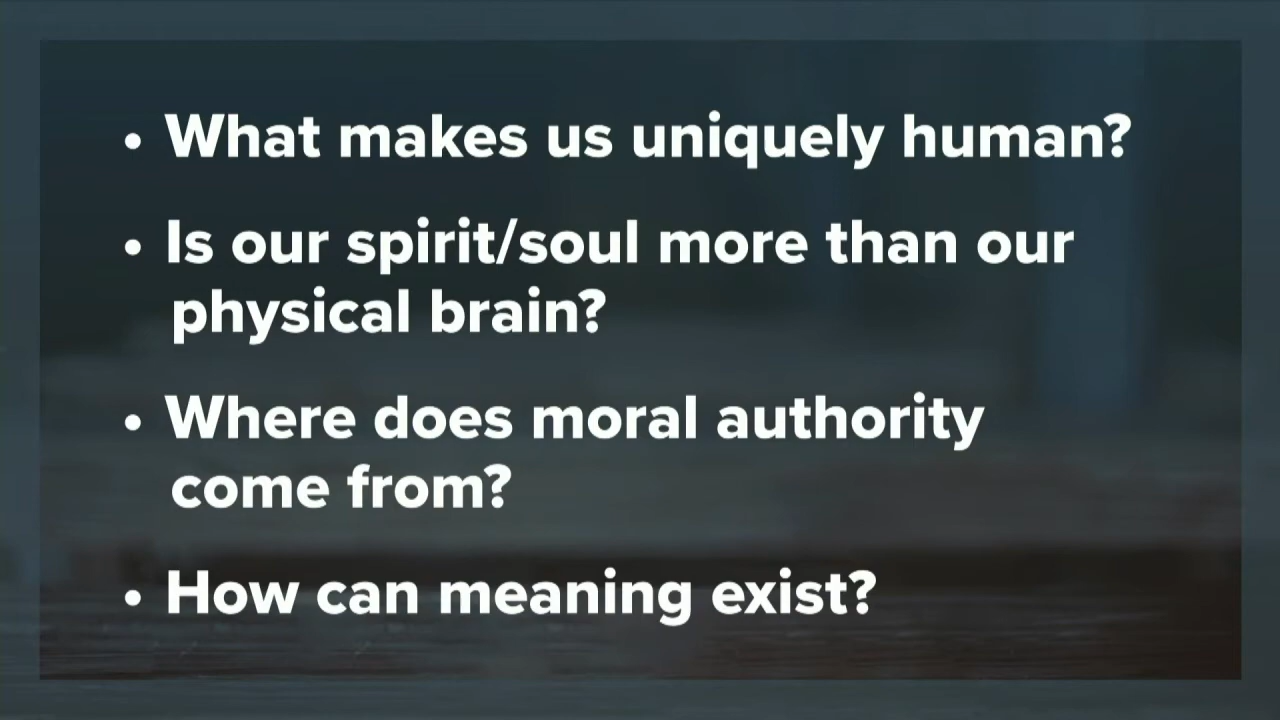 • What makes us uniquely human?
• Is our spirit/soul more than our
physical brain?
• Where does moral authority
come from?
• How can meaning exist?